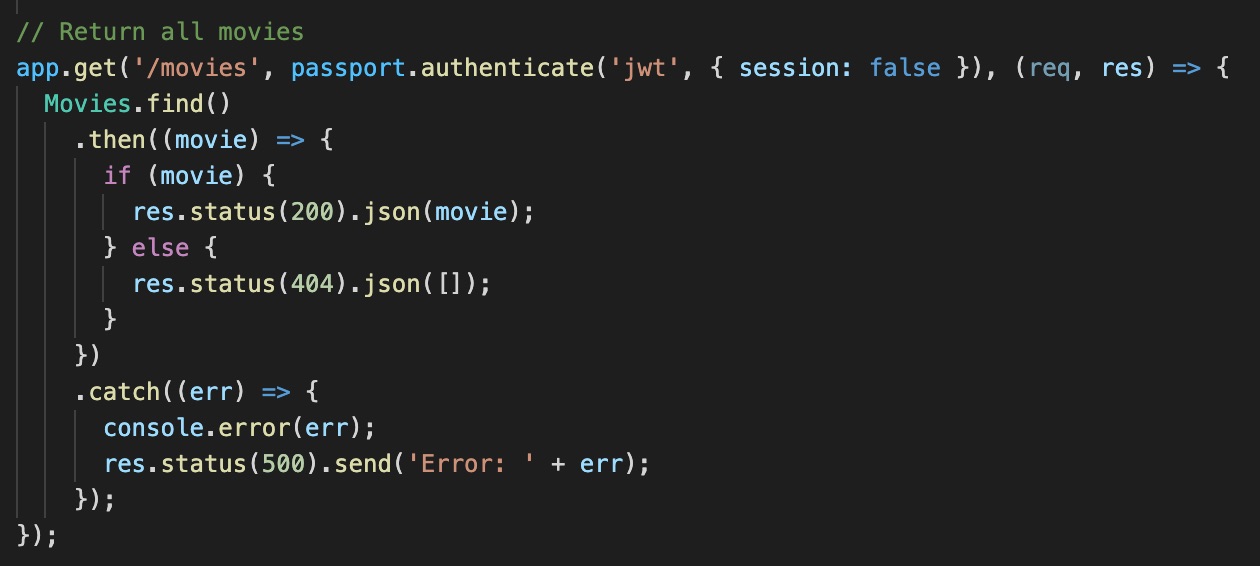 // Return all movies
app.get('/movies', passport.authenticate('jwt', { session: false }), (req, res) => {
  Movies.find()
    .then((movie) => {
      if (movie) {
        res.status(200).json(movie);
      } else {
        res.status(404).json([]);
      }
    })
    .catch((err) => {
      console.error(err);
      res.status(500).send('Error: ' + err);
    });
});